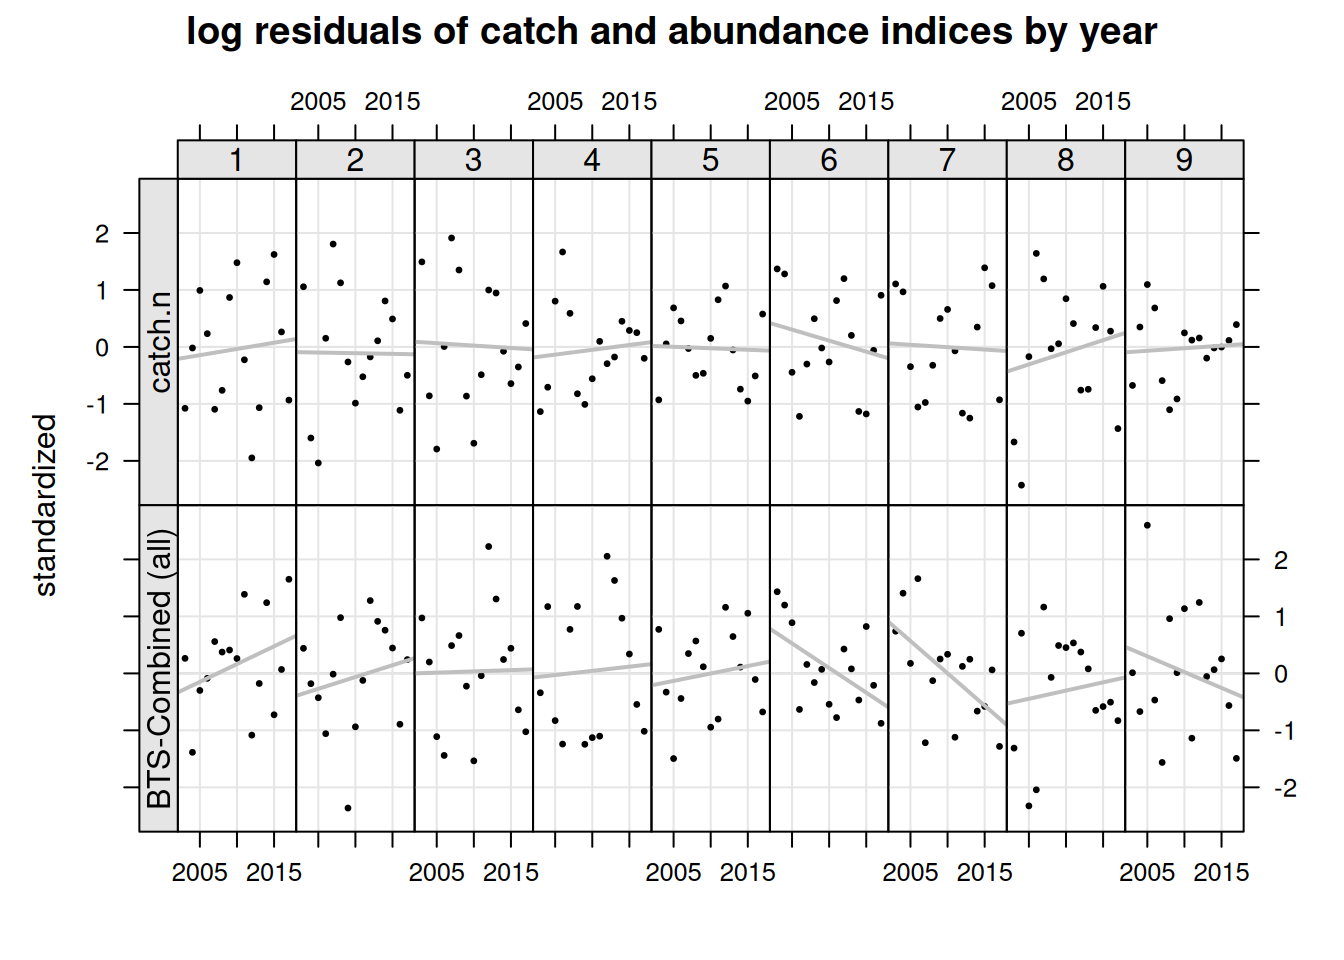 log residuals of catch and abundance indices by year
2005 2015 2005 2015 2005 2015 2005 2015
1 2 3 4 5 6 7 8 9
catch.n
2
1
0
-1
-2
standardized
BTS-Combined (all)
2
1
0
-1
-2
2005 2015 2005 2015 2005 2015 2005 2015 2005 2015